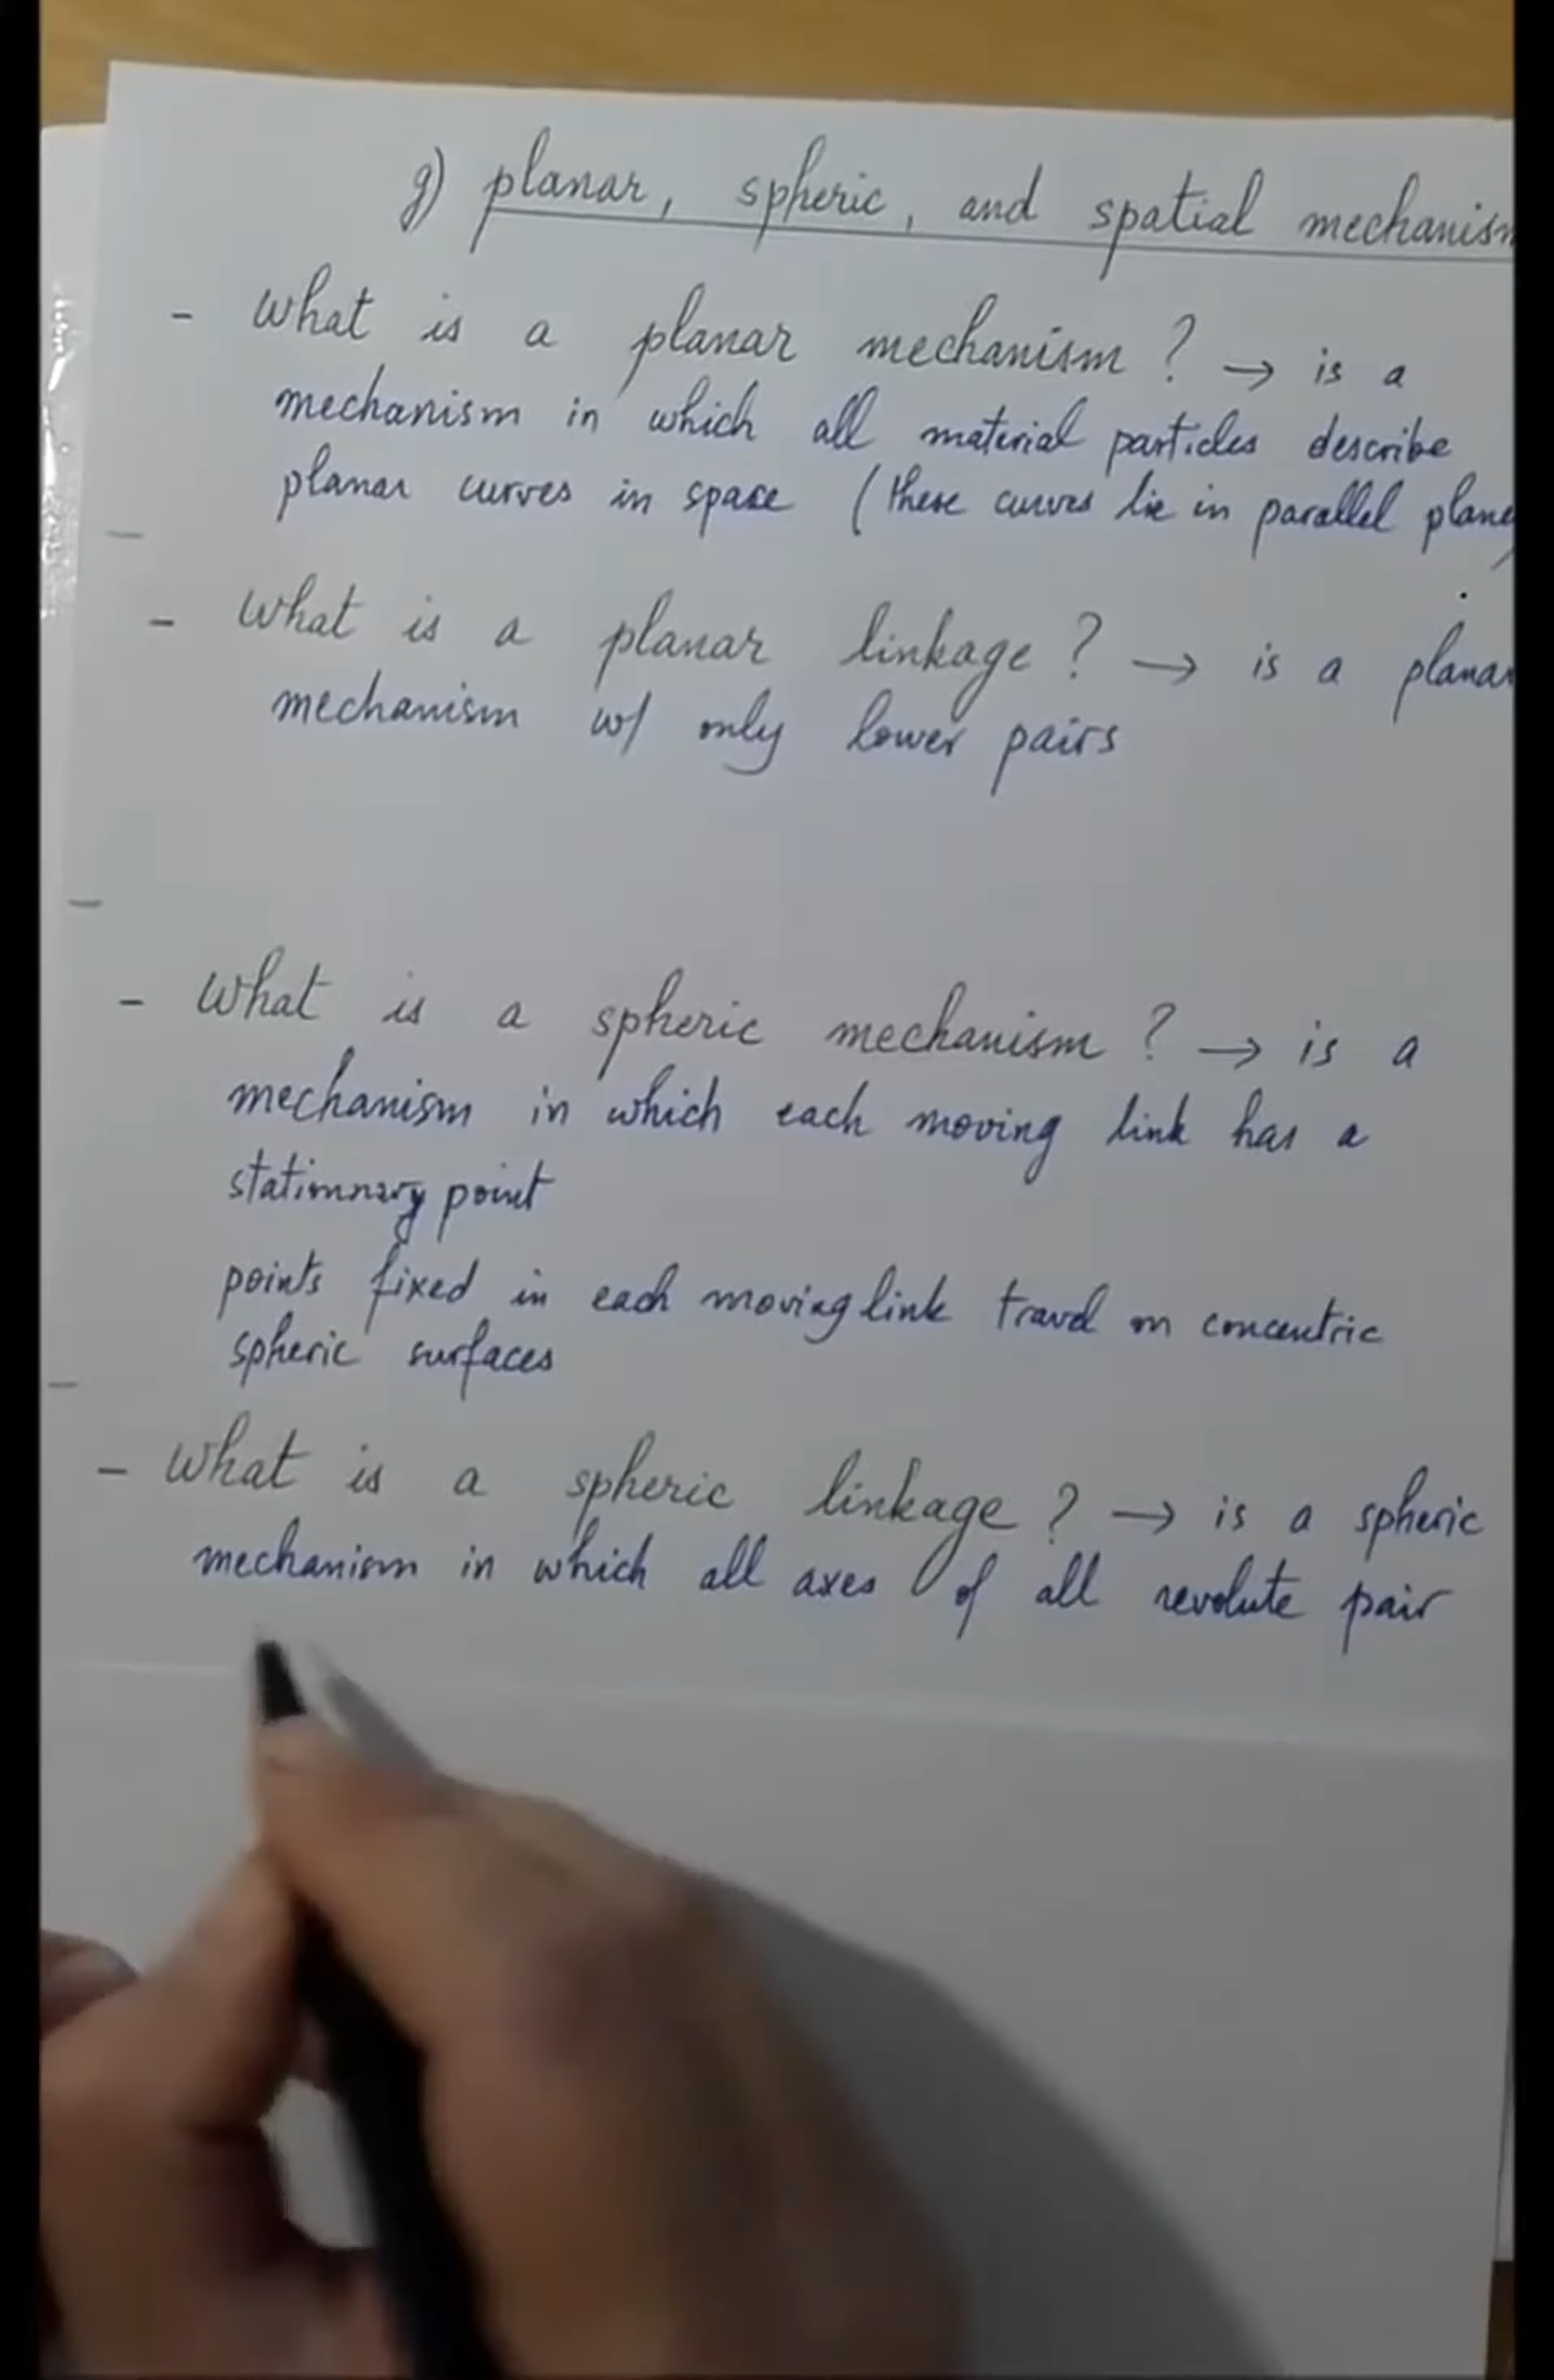 g) planar, spheric, and spatial mechanism
- What is a planar mechanism? → is a
mechanism in which all material particles describe
planar curves in space (these curves lie in parallel plane
- What is a planar linkage? → is a planar
mechanism w/ only lower pairs
- What is a spheric mechanism? → is a
mechanism in which each moving link has a
stationary point
points fixed in each moving link travel on concentric
spheric surfaces
- What is a spheric linkage? → is a spheric
mechanism in which all axes of all revolute pair